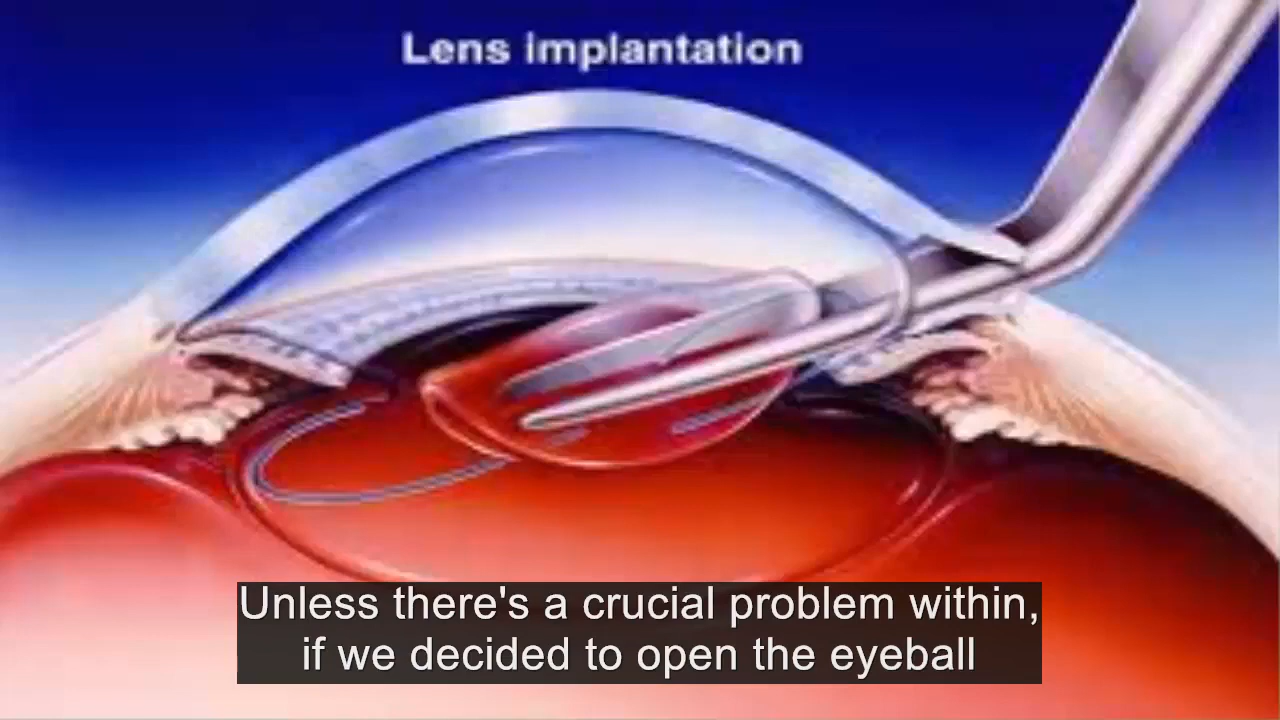 Lens implantation
Unless there's a crucial problem within,
if we decided to open the eyeball